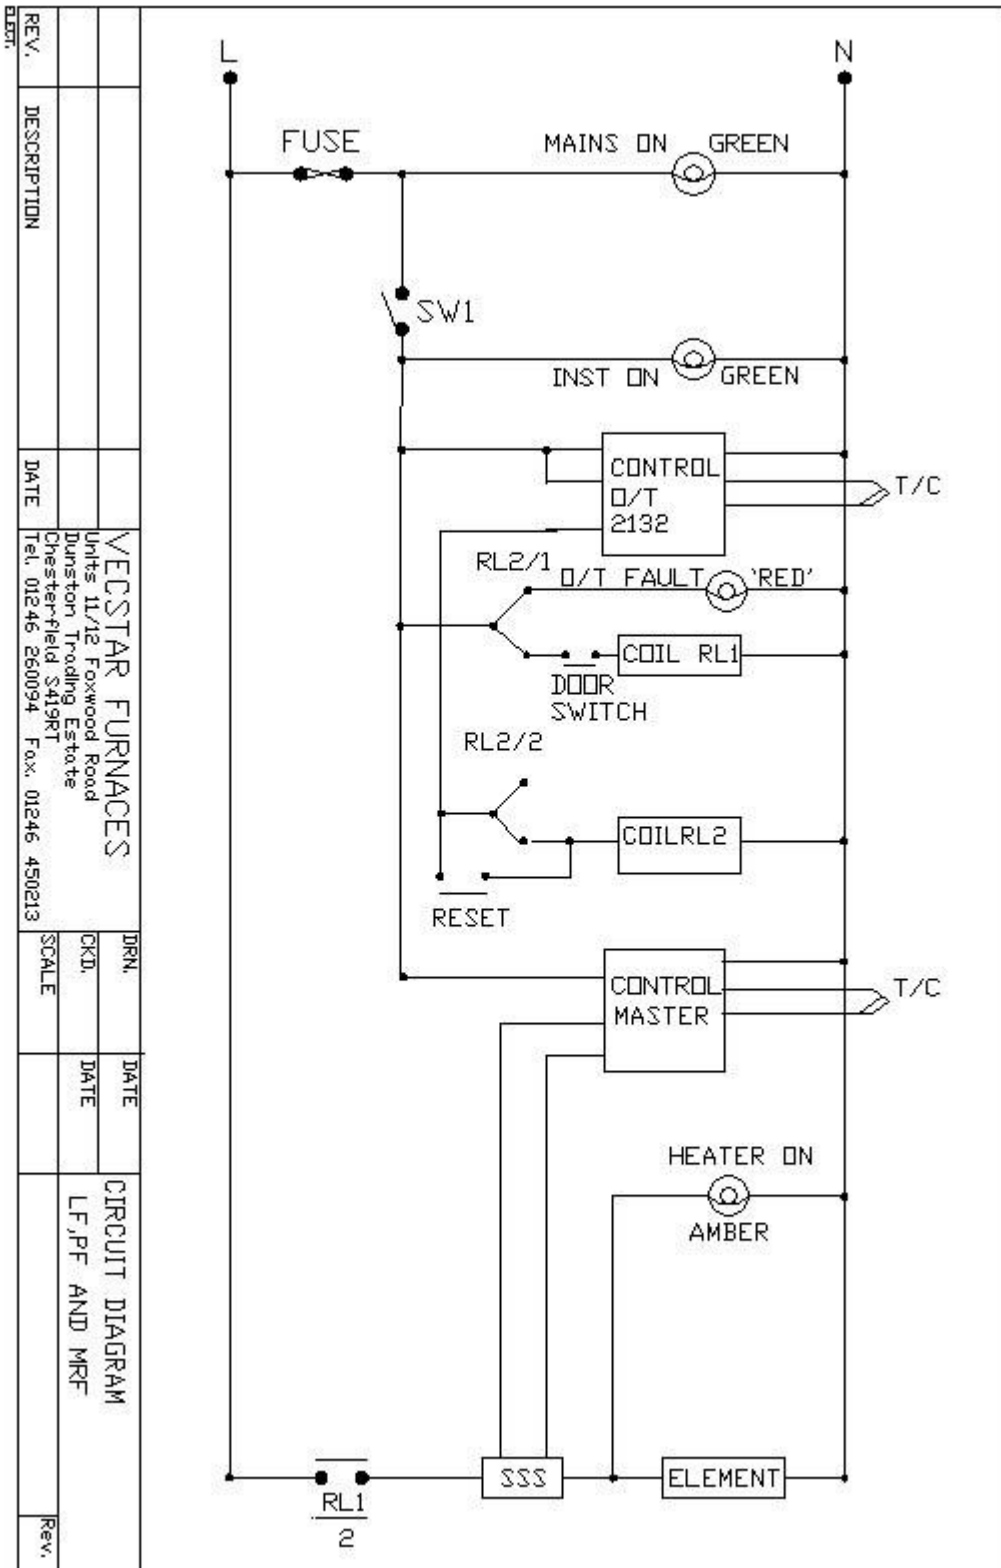 L
N
FUSE
MAINS ON
GREEN
SW1
INST ON
GREEN
CONTROL
O/T
2132
T/C
RL2/1
O/T FAULT
'RED'
COIL RL1
DOOR
SWITCH
RL2/2
COILRL2
RESET
CONTROL
MASTER
T/C
HEATER ON
AMBER
SSS
ELEMENT
RL1
2
ELECT.
REV.
DESCRIPTION
DATE
VECSTAR FURNACES
Units 11/12 Foxwood Road
Dunston Trading Estate
Chesterfield S419RT
Tel. 01246 260094 Fax. 01246 450213
DRN.
DATE
CKD.
DATE
SCALE
CIRCUIT DIAGRAM
LF,PF AND MRF
Rev.